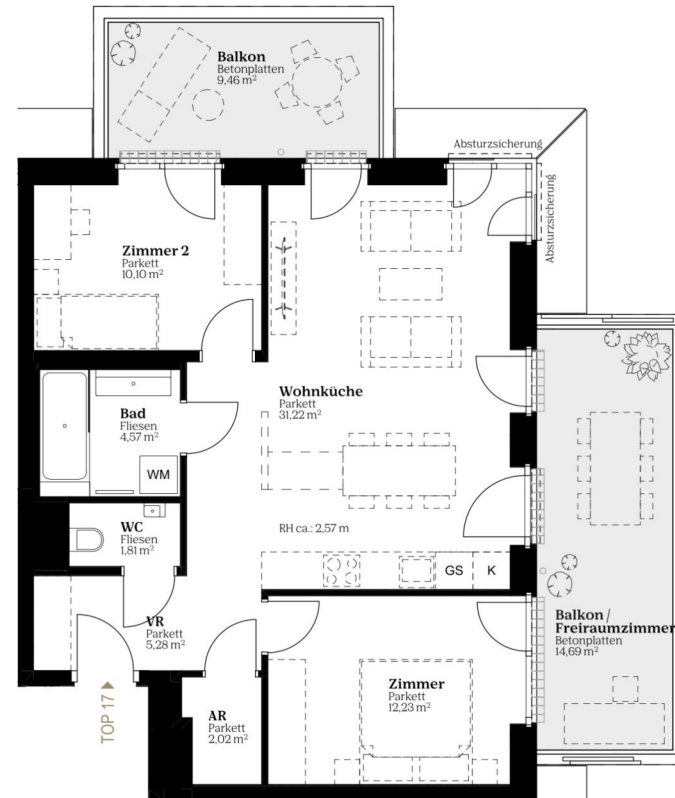 Balkon
Betonplatten
9,46 m²
Absturzsicherung
Absturzsicherung
Zimmer 2
Parkett
10,10 m²
Wohnküche
Parkett
31,22 m²
Bad
Fliesen
4,57 m²
WM
WC
Fliesen
1,81 m²
RH ca.: 2,57 m
GS
K
VR
Parkett
5,28 m²
Balkon/
Freiraumzimmer
Betonplatten
14,69 m²
Zimmer
Parkett
12,23 m²
TOP 17
AR
Parkett
2,02 m²